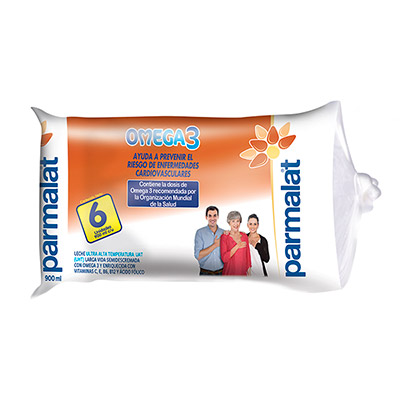 parmalat
OMEGA3
AYUDA A PREVENIR EL
RIESGO DE ENFERMEDADES
CARDIOVASCULARES
Contiene la dosis de
Omega 3 recomendada por
la Organización Mundial
de la Salud
6
LECHE ULTRA ALTA TEMPERATURA UAT
(UHT) LARGA VIDA SEMIDESCREMADA
CON OMEGA 3 Y ENRIQUECIDA CON
VITAMINAS C, E, B6, B12 Y ÁCIDO FÓLICO
900 ml
parmalat